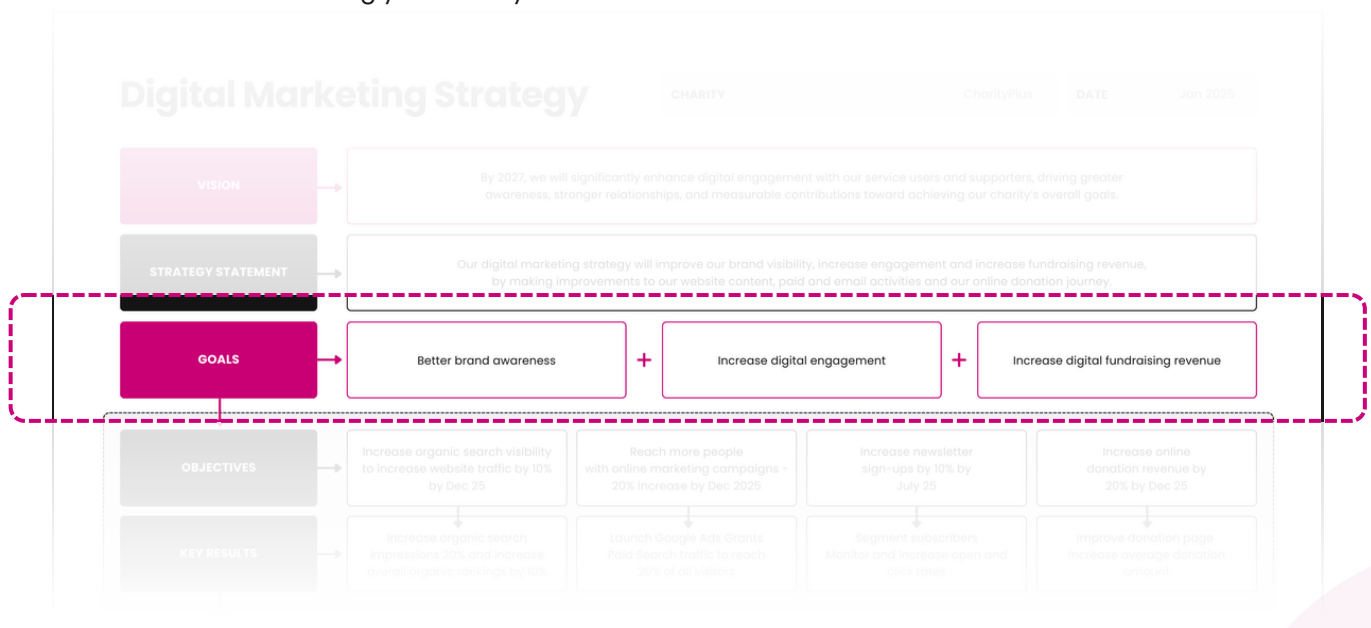 Digital Marketing Strategy
CHARITY CharityPlus DATE Jan 2025
VISION
By 2027, we will significantly enhance digital engagement with our service users and supporters, driving greater
awareness, stronger relationships, and measurable contributions toward achieving our charity's overall goals.
STRATEGY STATEMENT
Our digital marketing strategy will improve our brand visibility, increase engagement and increase fundraising revenue,
by making improvements to our website content, paid and email activities and our online donation journey.
GOALS
Better brand awareness
+
Increase digital engagement
+
Increase digital fundraising revenue
OBJECTIVES
Increase organic search visibility
to increase website traffic by 10%
by Dec 25
Reach more people
with online marketing campaigns -
20% increase by Dec 2025
Increase newsletter
sign-ups by 10% by
July 25
Increase online
donation revenue by
20% by Dec 25
KEY RESULTS
Increase organic search
impressions 20% and increase
overall organic rankings by 10%
Launch Google Ads Grants
Paid Search traffic to reach
of all visitors
Segment subscribers
Monitor and increase open and
click rates
Improve donation page
Increase average donation
amount